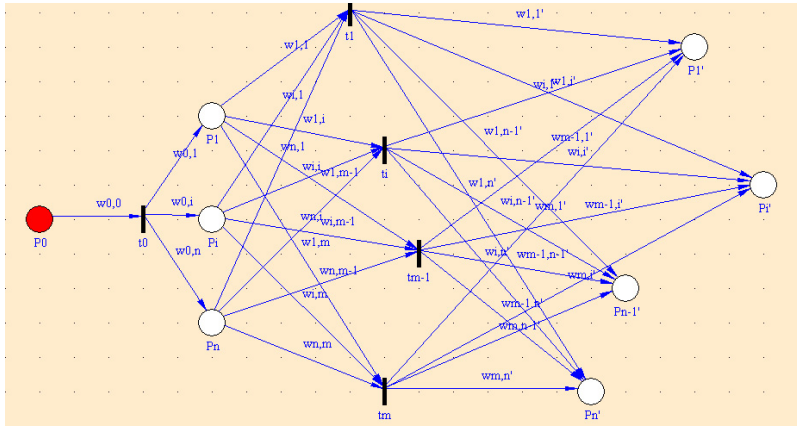 w1,1'
t1
w1,1
P1'
wi,1
wi,1'
w1,i'
P1
w1,i
w1,n-1'
wm-1,1'
w0,1
wn,1
wi,i'
wi,i
w1,m-1
ti
w1,n'
Pi'
w0,0
w0,i
wn,i
wi,m-1
wi,n-1'
wm,1'
wm-1,i'
P0
t0
Pi
w0,n
w1,m
wi,n'
wm-1,n-1'
wn,m-1
tm-1
wm,i'
wi,m
wm-1,n'
Pn-1'
wm,n-1'
Pn
wn,m
wm,n'
tm
Pn'